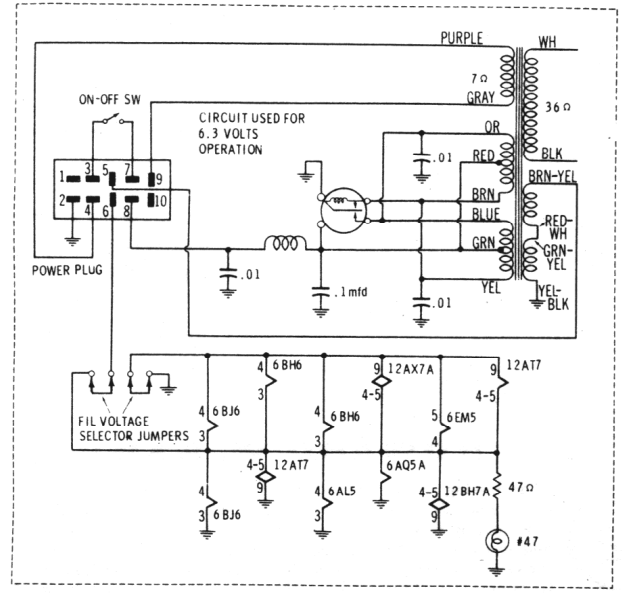 PURPLE
WH
7Ω
36Ω
GRAY
ON-OFF SW
CIRCUIT USED FOR
6.3 VOLTS
OPERATION
OR
.01
RED
BLK
1 3 5 7 9
2 4 6 8 10
BRN
BRN-YEL
BLUE
RED-
WH
GRN
GRN-
YEL
POWER PLUG
.01
.1mfd
.01
YEL
YEL-
BLK
FIL VOLTAGE
SELECTOR JUMPERS
4 6BJ6 3
4 6BH6 3
4 6BH6 3
9 12AX7A 4-5
5 6EM5 4
9 12AT7 4-5
4 6BJ6 3
4-5 12AT7 9
4 6AL5 3
6AQ5A
4-5 12BH7A 9
47Ω
#47